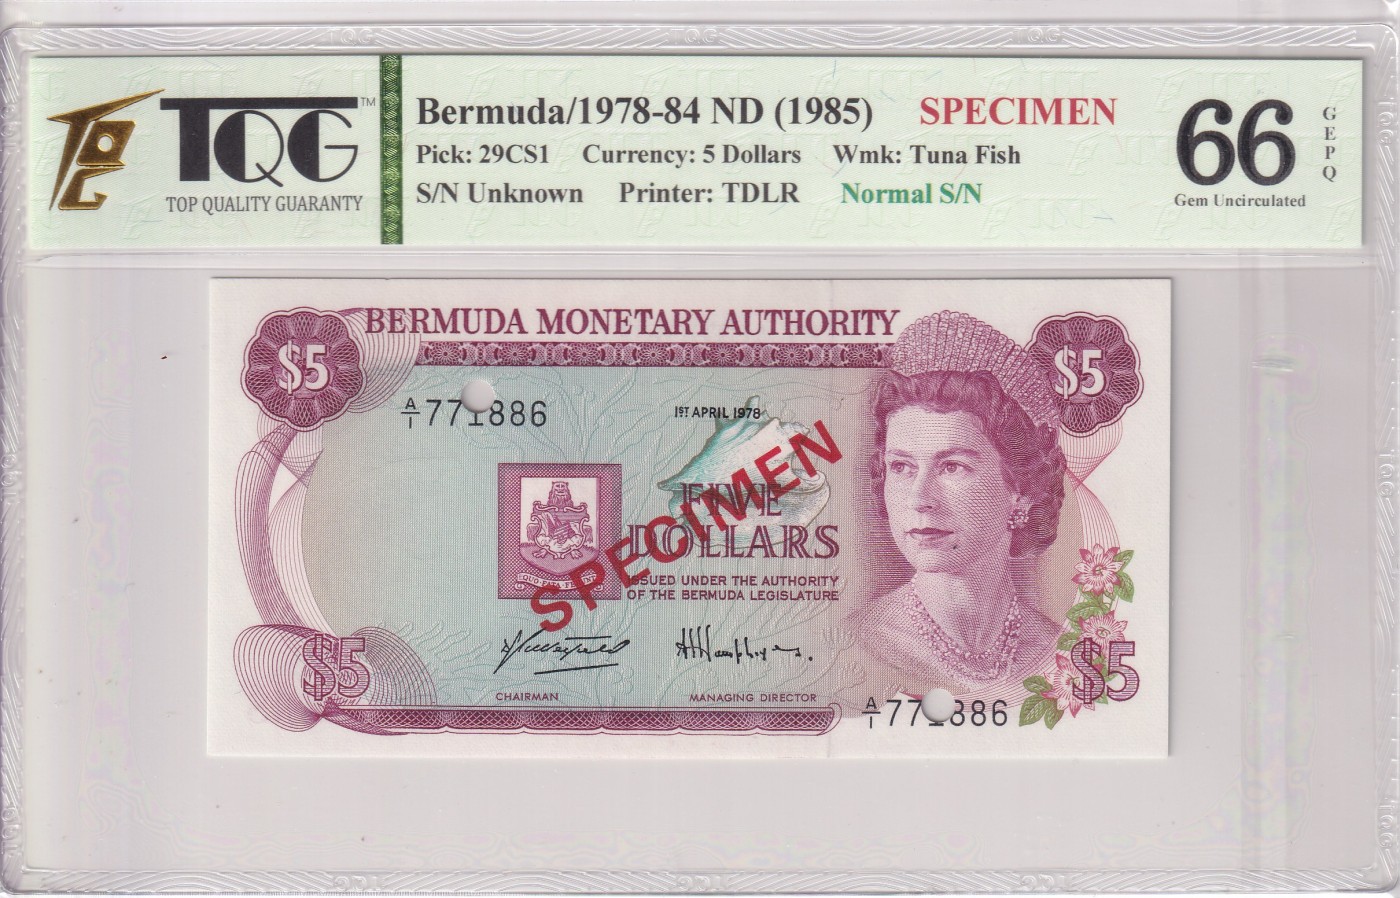 TQG™
TOP QUALITY GUARANTY
Bermuda/1978-84 ND (1985) SPECIMEN
Pick: 29CS1 Currency: 5 Dollars Wmk: Tuna Fish
S/N Unknown Printer: TDLR Normal S/N
66
GEPQ
Gem Uncirculated
BERMUDA MONETARY AUTHORITY
$5
$5
A/1 771886
1ST APRIL 1978
SPECIMEN
FIVE
DOLLARS
ISSUED UNDER THE AUTHORITY
OF THE BERMUDA LEGISLATURE
CHAIRMAN
MANAGING DIRECTOR
$5
$5
A/1 771886